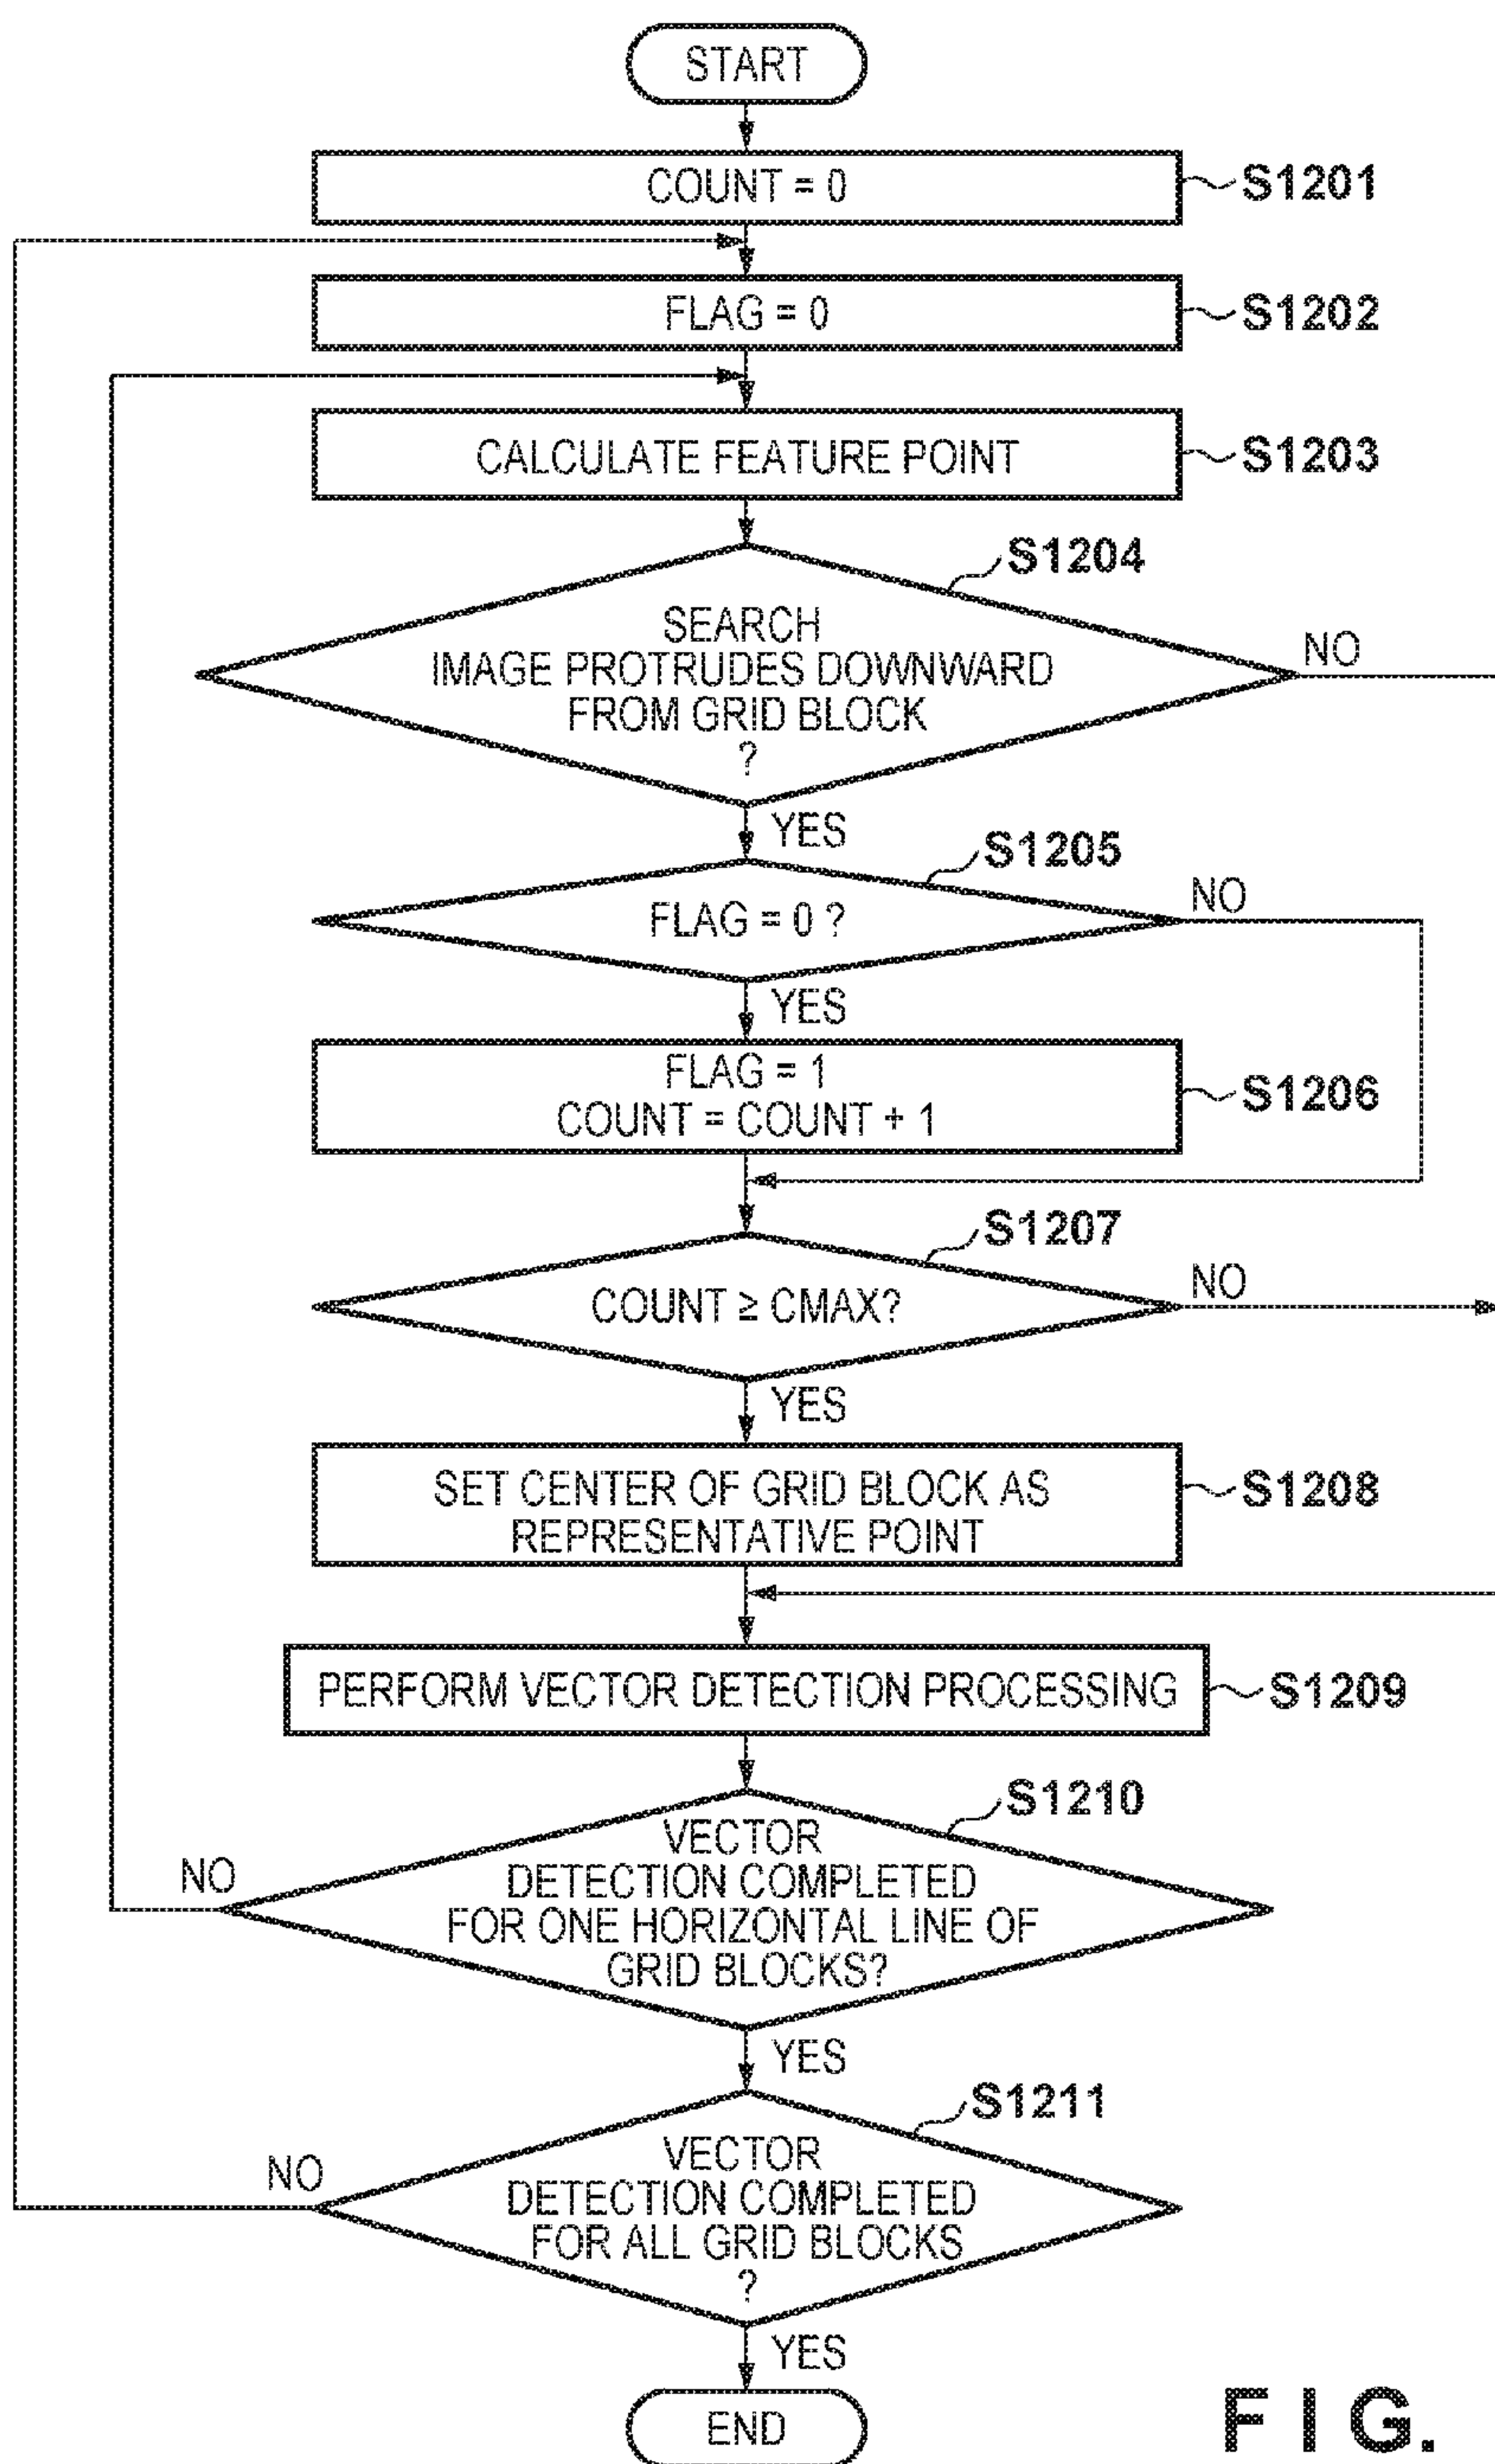 START
COUNT = 0
S1201
FLAG = 0
S1202
CALCULATE FEATURE POINT
S1203
S1204
SEARCH
IMAGE PROTRUDES DOWNWARD
FROM GRID BLOCK
?
NO
YES
S1205
FLAG = 0 ?
NO
YES
FLAG = 1
COUNT = COUNT + 1
S1206
S1207
COUNT ≥ CMAX?
NO
YES
SET CENTER OF GRID BLOCK AS
REPRESENTATIVE POINT
S1208
PERFORM VECTOR DETECTION PROCESSING
S1209
S1210
VECTOR
DETECTION COMPLETED
FOR ONE HORIZONTAL LINE OF
GRID BLOCKS?
NO
YES
S1211
VECTOR
DETECTION COMPLETED
FOR ALL GRID BLOCKS
?
NO
YES
END
FIG.